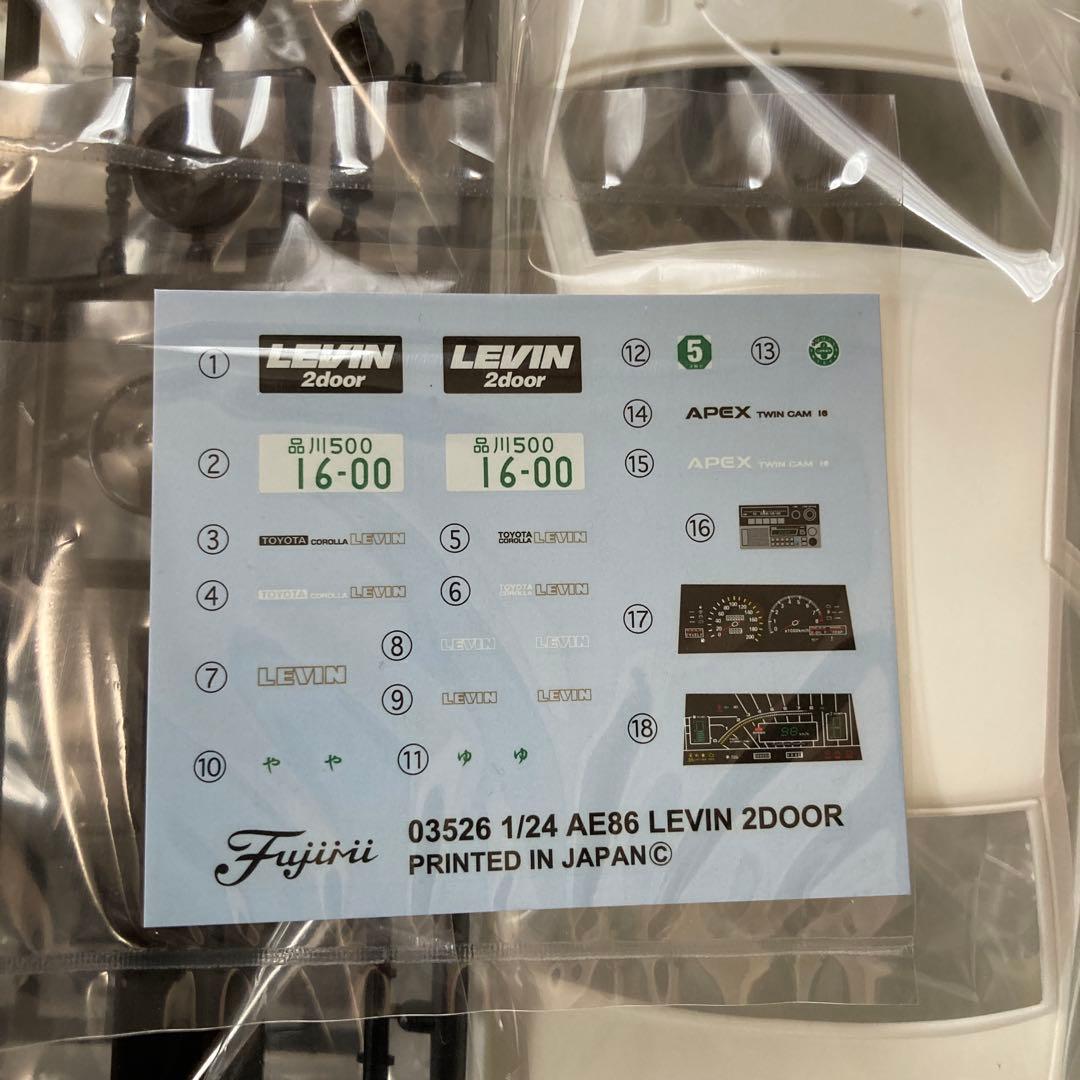 ① LEVIN 2door LEVIN 2door
② 品川500 16-00 品川500 16-00
③ TOYOTA COROLLA LEVIN
④ TOYOTA COROLLA LEVIN
⑤ TOYOTA COROLLA LEVIN
⑥ TOYOTA COROLLA LEVIN
⑦ LEVIN
⑧ LEVIN LEVIN
⑨ LEVIN LEVIN
⑩ や や
⑪ ゆ ゆ
⑫ 5
⑬
⑭ APEX TWIN CAM 16
⑮ APEX TWIN CAM 16
⑯
⑰
⑱
Fujimi
03526 1/24 AE86 LEVIN 2DOOR
PRINTED IN JAPAN©